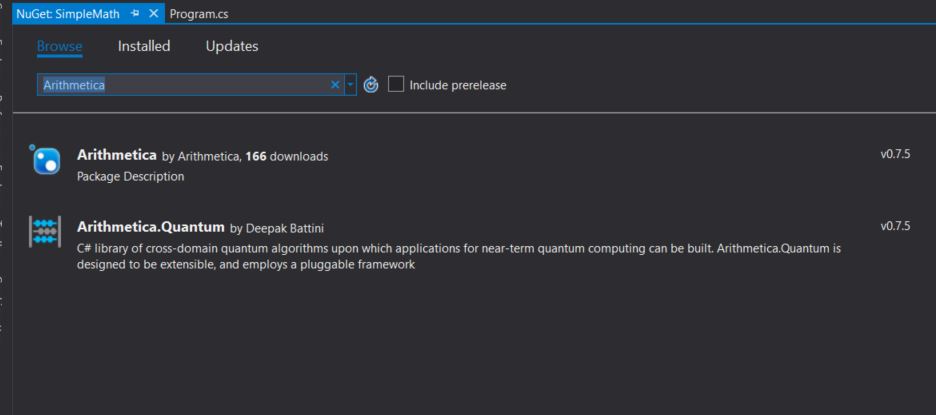 NuGet: SimpleMath Program.cs
Browse Installed Updates
Arithmetica Include prerelease
Arithmetica by Arithmetica, 166 downloads v0.7.5
Package Description
Arithmetica.Quantum by Deepak Battini v0.7.5
C# library of cross-domain quantum algorithms upon which applications for near-term quantum computing can be built. Arithmetica.Quantum is
designed to be extensible, and employs a pluggable framework